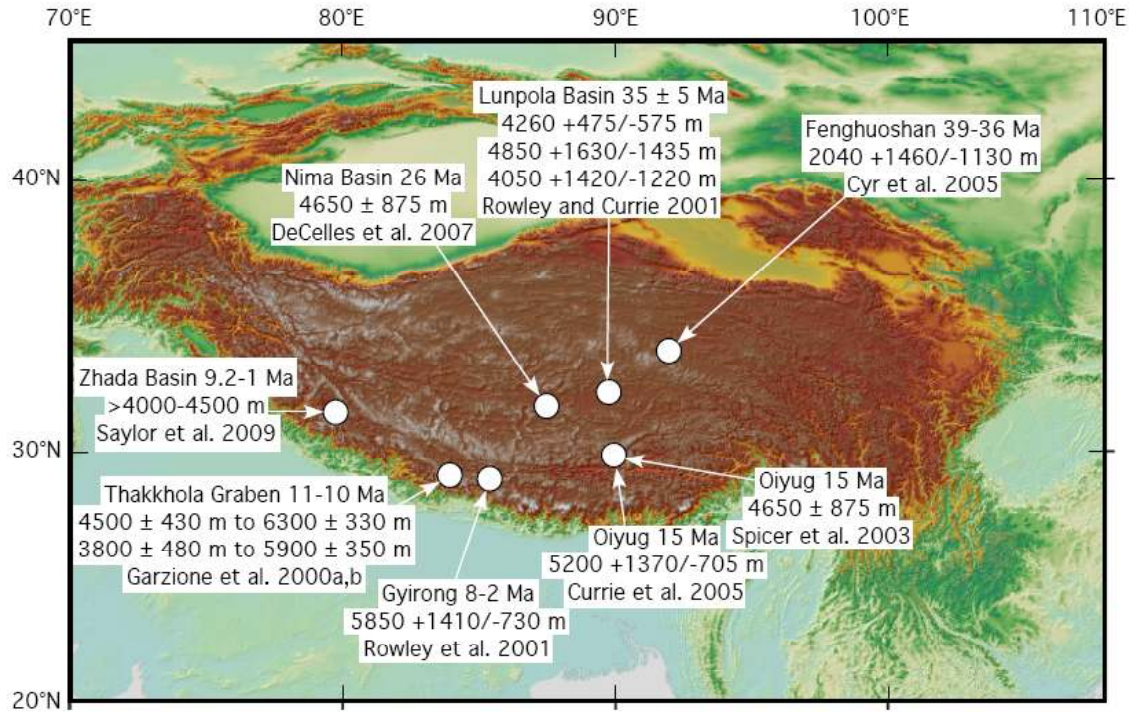 70°E
80°E
90°E
100°E
110°E
40°N
30°N
20°N
Lunpola Basin 35 ± 5 Ma
4260 +475/-575 m
4850 +1630/-1435 m
4050 +1420/-1220 m
Rowley and Currie 2001
Fenghuoshan 39-36 Ma
2040 +1460/-1130 m
Cyr et al. 2005
Nima Basin 26 Ma
4650 ± 875 m
DeCelles et al. 2007
Zhada Basin 9.2-1 Ma
>4000-4500 m
Saylor et al. 2009
Thakkhola Graben 11-10 Ma
4500 ± 430 m to 6300 ± 330 m
3800 ± 480 m to 5900 ± 350 m
Garzione et al. 2000a,b
Gyirong 8-2 Ma
5850 +1410/-730 m
Rowley et al. 2001
Oiyug 15 Ma
5200 +1370/-705 m
Currie et al. 2005
Oiyug 15 Ma
4650 ± 875 m
Spicer et al. 2003